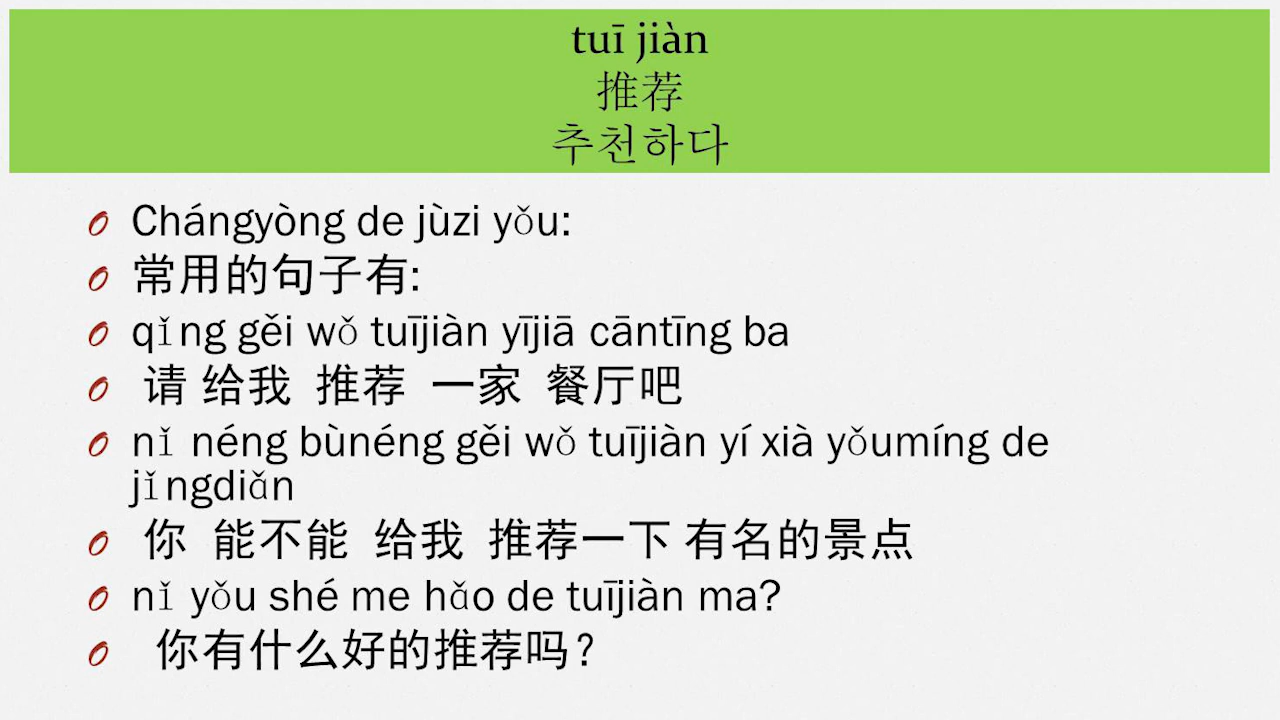 tuī jiàn
推荐
추천하다
Chángyòng de jùzi yǒu:
常用的句子有:
qǐng gěi wǒ tuījiàn yījiā cāntīng ba
请 给我 推荐 一家 餐厅吧
nǐ néng bùnéng gěi wǒ tuījiàn yí xià yǒumíng de
jǐngdiǎn
你 能不能 给我 推荐一下 有名的景点
nǐ yǒu shé me hǎo de tuījiàn ma?
你有什么好的推荐吗？